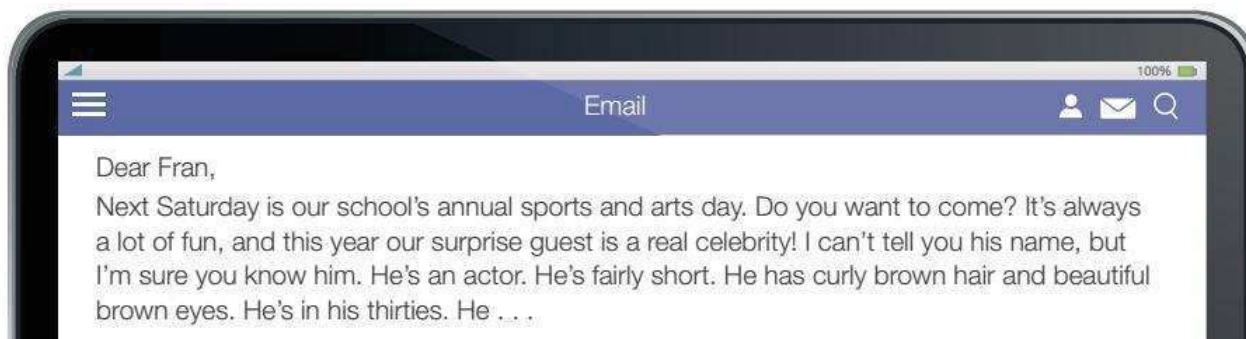 100%
Email
Dear Fran,
Next Saturday is our school's annual sports and arts day. Do you want to come? It's always
a lot of fun, and this year our surprise guest is a real celebrity! I can't tell you his name, but
I'm sure you know him. He's an actor. He's fairly short. He has curly brown hair and beautiful
brown eyes. He's in his thirties. He . . .